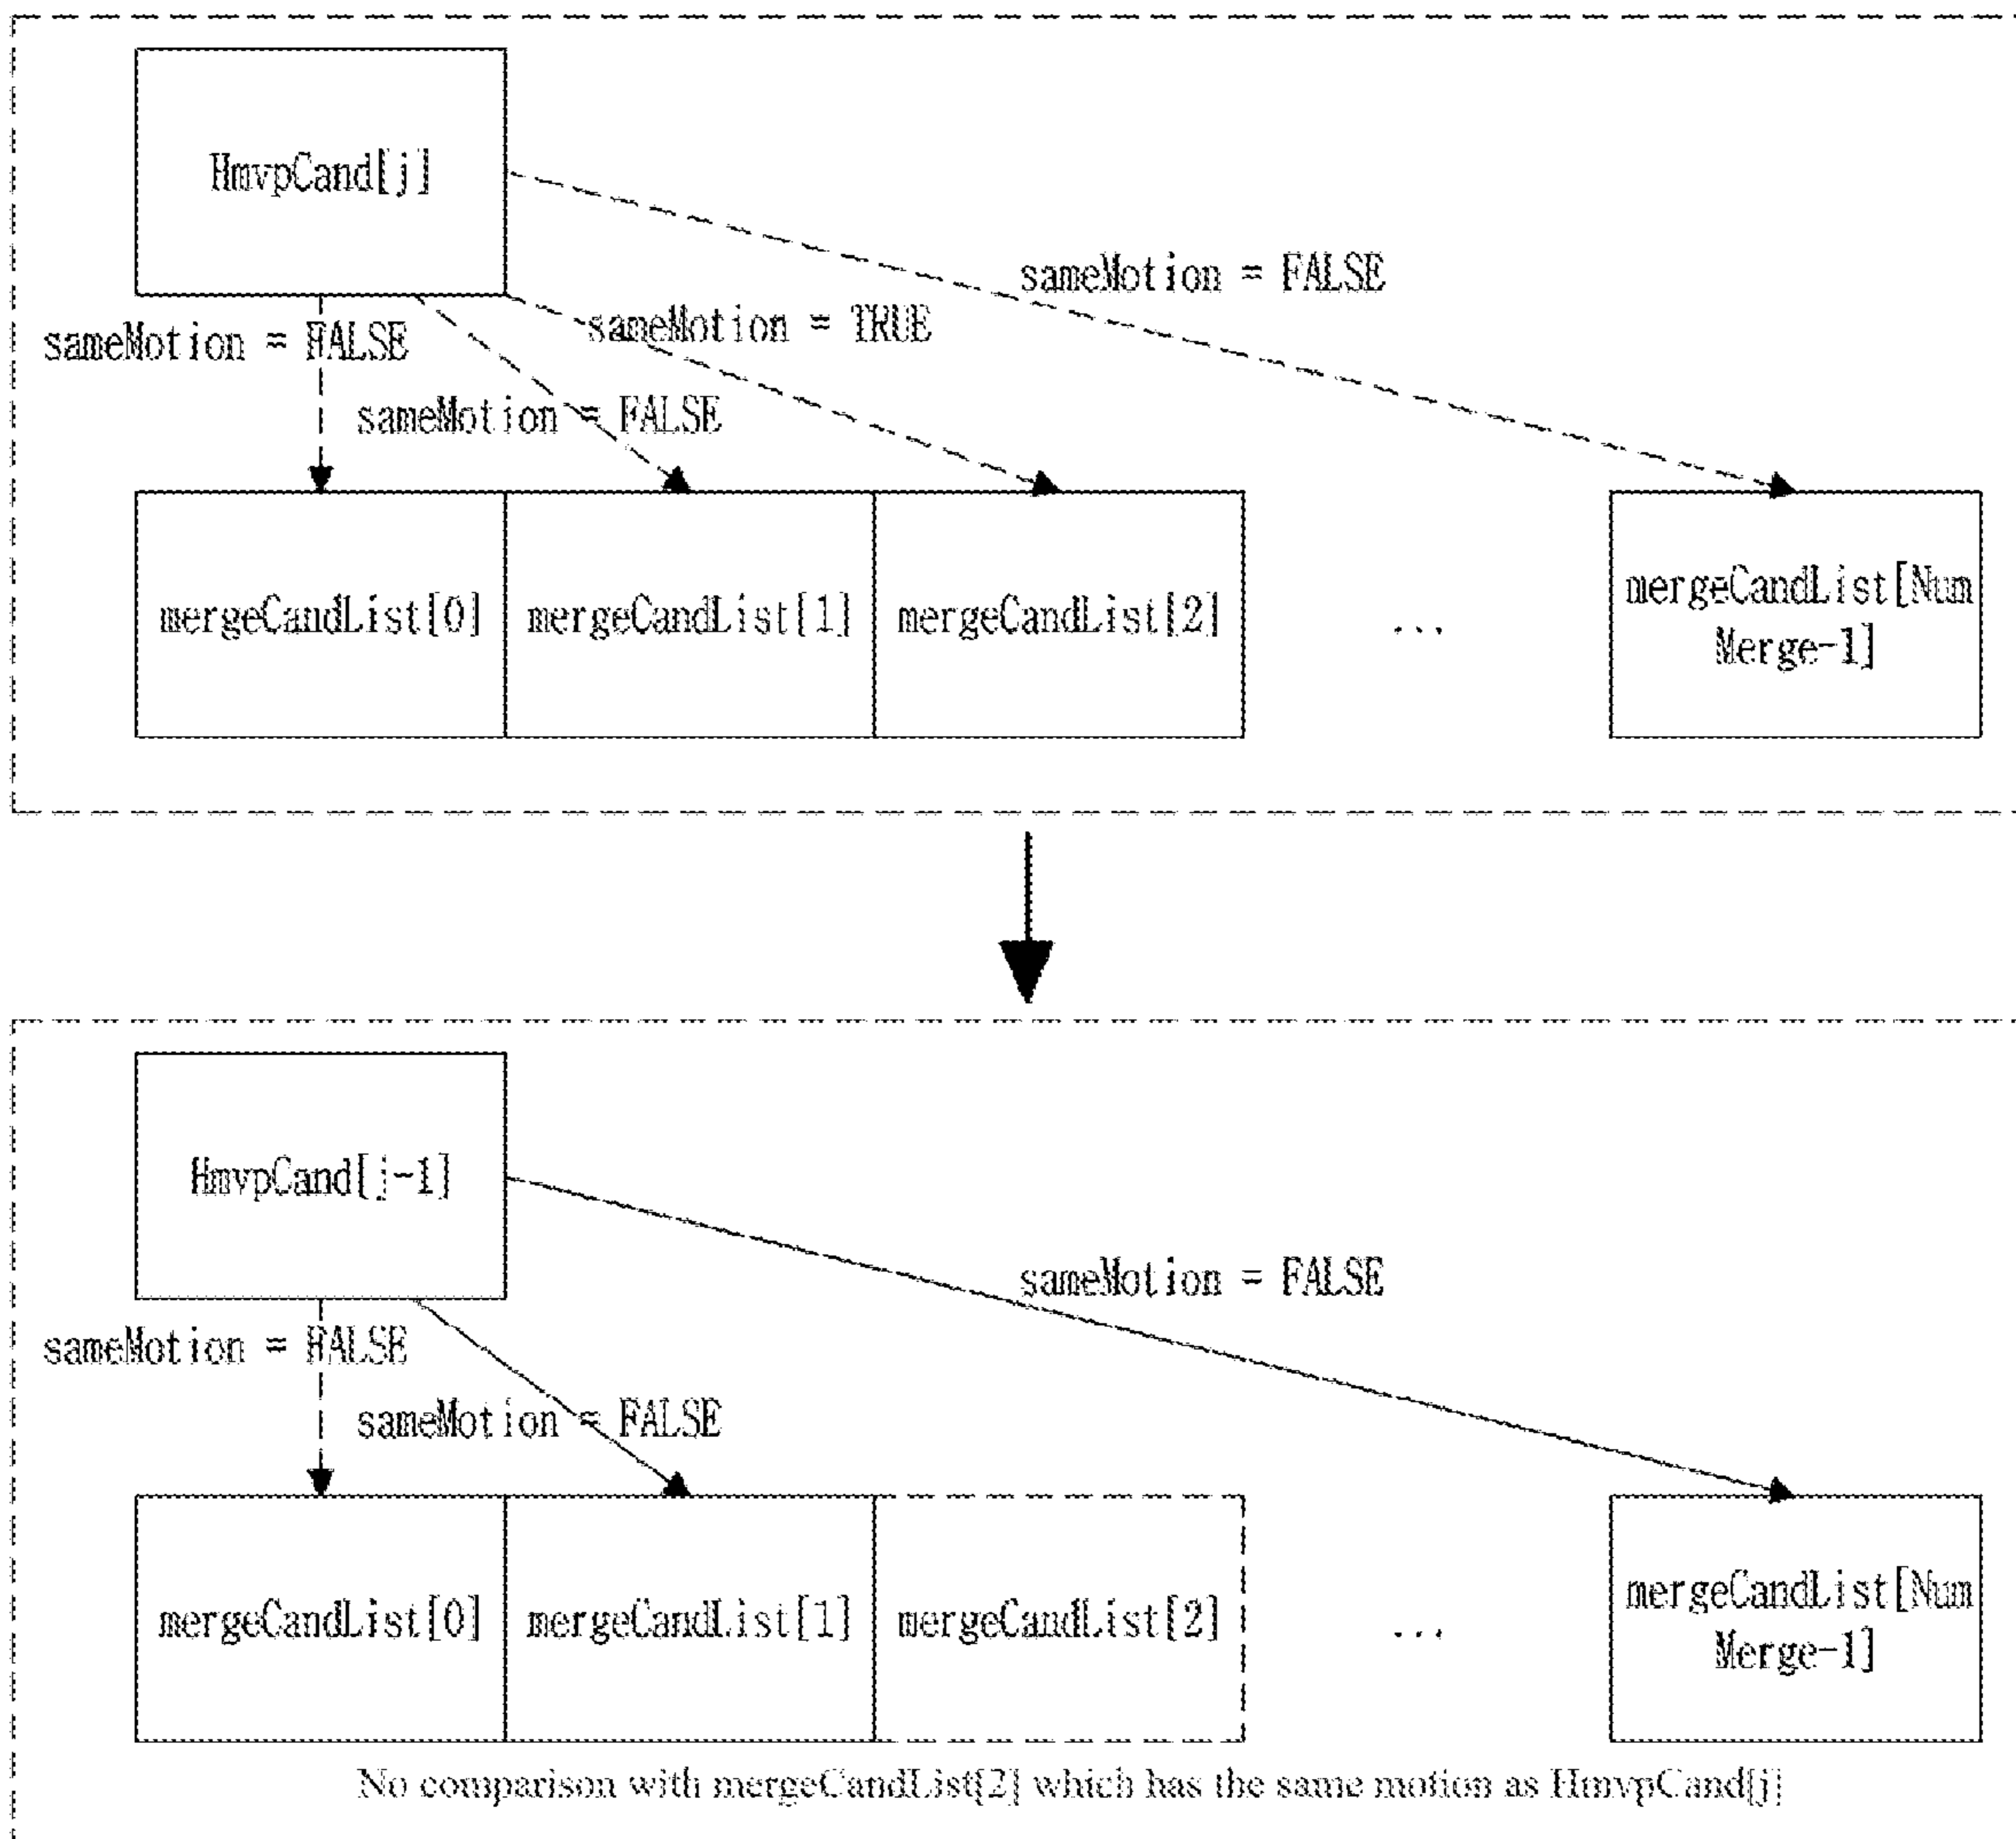 HmvpCand[j]
sameMotion = FALSE
sameMotion = TRUE
sameMotion = FALSE
sameMotion = FALSE
mergeCandList[0]
mergeCandList[1]
mergeCandList[2]
...
mergeCandList[Num
Merge-1]
HmvpCand[j-1]
sameMotion = FALSE
sameMotion = FALSE
sameMotion = FALSE
mergeCandList[0]
mergeCandList[1]
mergeCandList[2]
...
mergeCandList[Num
Merge-1]
No comparison with mergeCandList[2] which has the same motion as HmvpCand[j]